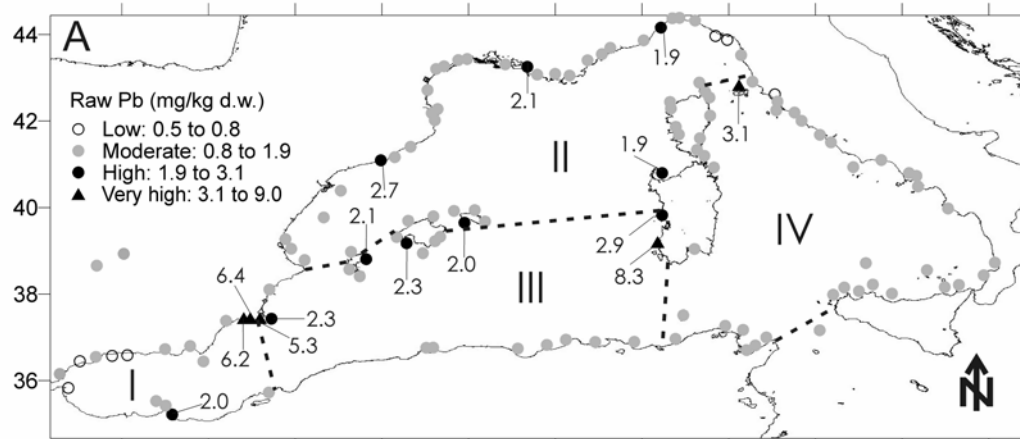 A
44
42
40
38
36
Raw Pb (mg/kg d.w.)
Low: 0.5 to 0.8
Moderate: 0.8 to 1.9
High: 1.9 to 3.1
Very high: 3.1 to 9.0
1.9
2.1
3.1
II
1.9
2.7
2.1
2.9
IV
2.3
2.0
8.3
III
6.4
2.3
6.2
5.3
I
2.0
N